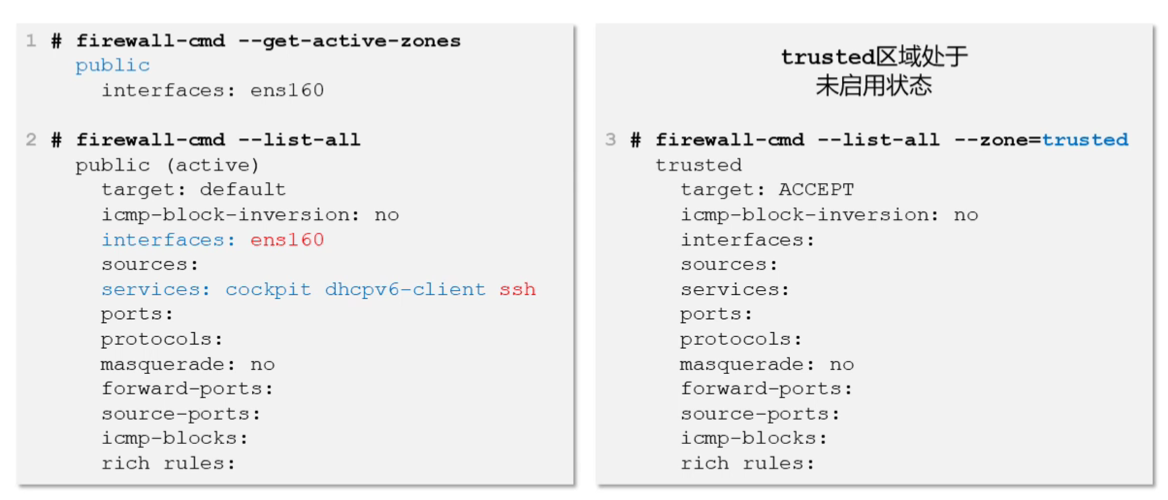 1 # firewall-cmd --get-active-zones
public
interfaces: ens160
2 # firewall-cmd --list-all
public (active)
target: default
icmp-block-inversion: no
interfaces: ens160
sources:
services: cockpit dhcpv6-client ssh
ports:
protocols:
masquerade: no
forward-ports:
source-ports:
icmp-blocks:
rich rules:
trusted区域处于
未启用状态
3 # firewall-cmd --list-all --zone=trusted
trusted
target: ACCEPT
icmp-block-inversion: no
interfaces:
sources:
services:
ports:
protocols:
masquerade: no
forward-ports:
source-ports:
icmp-blocks:
rich rules: